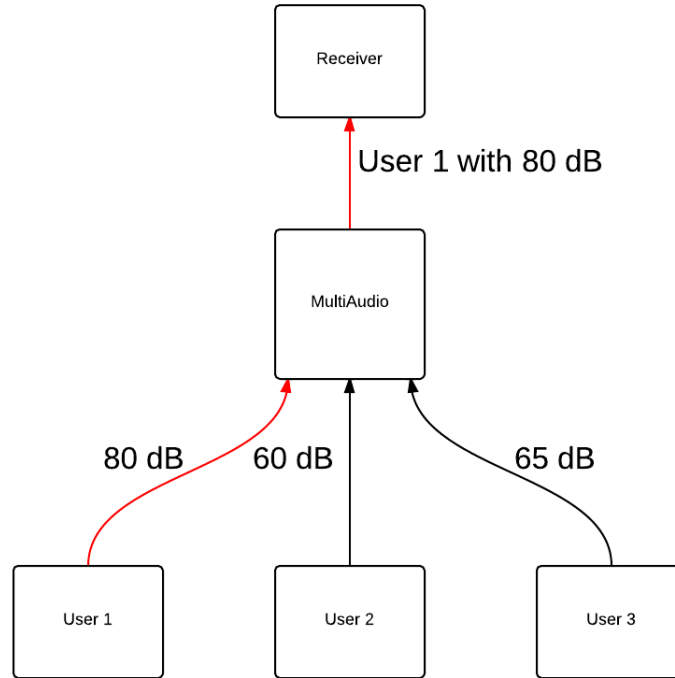 Receiver
User 1 with 80 dB
MultiAudio
80 dB
60 dB
65 dB
User 1
User 2
User 3